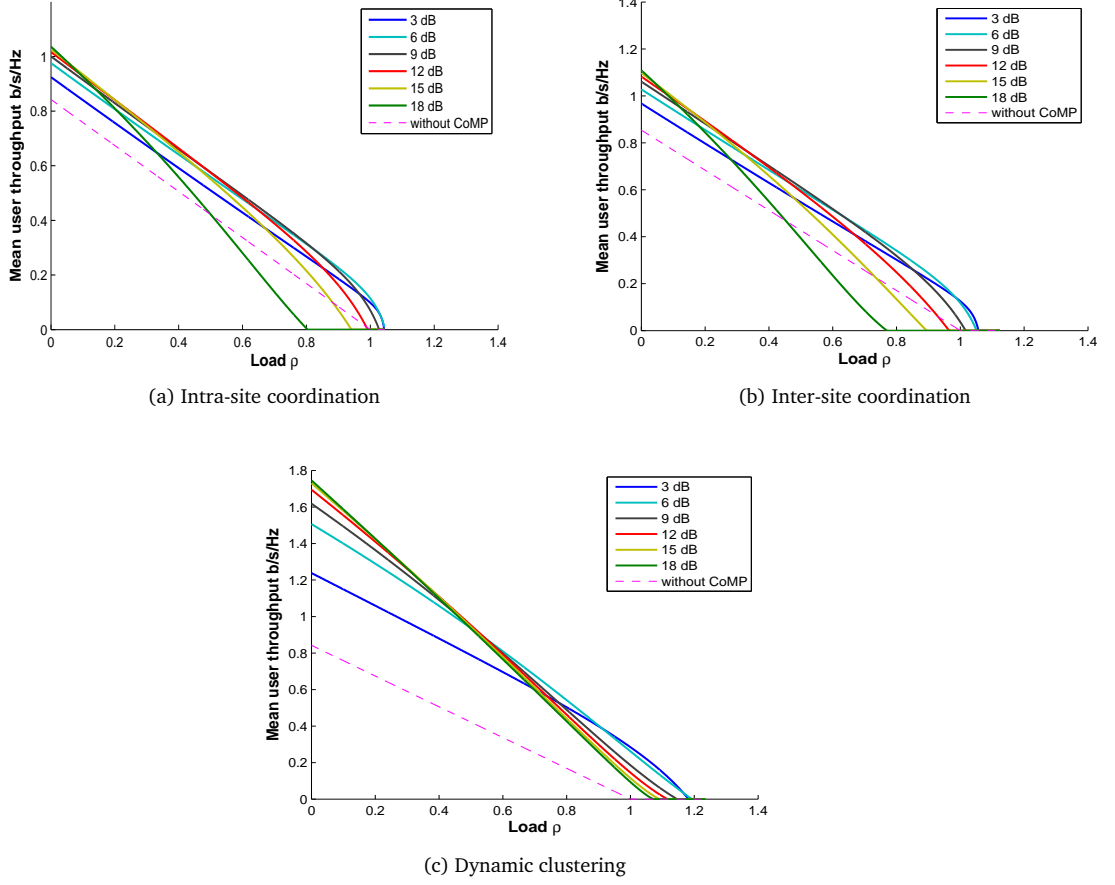 1
0.8
0.6
0.4
0.2
0
0 0.2 0.4 0.6 0.8 1 1.2 1.4
Mean user throughput b/s/Hz
Load ρ
3 dB
6 dB
9 dB
12 dB
15 dB
18 dB
without CoMP
(a) Intra-site coordination
1.4
1.2
1
0.8
0.6
0.4
0.2
0
0 0.2 0.4 0.6 0.8 1 1.2 1.4
Mean user throughput b/s/Hz
Load ρ
3 dB
6 dB
9 dB
12 dB
15 dB
18 dB
without CoMP
(b) Inter-site coordination
1.8
1.6
1.4
1.2
1
0.8
0.6
0.4
0.2
0
0 0.2 0.4 0.6 0.8 1 1.2 1.4
Mean user throughput b/s/Hz
Load ρ
3 dB
6 dB
9 dB
12 dB
15 dB
18 dB
without CoMP
(c) Dynamic clustering